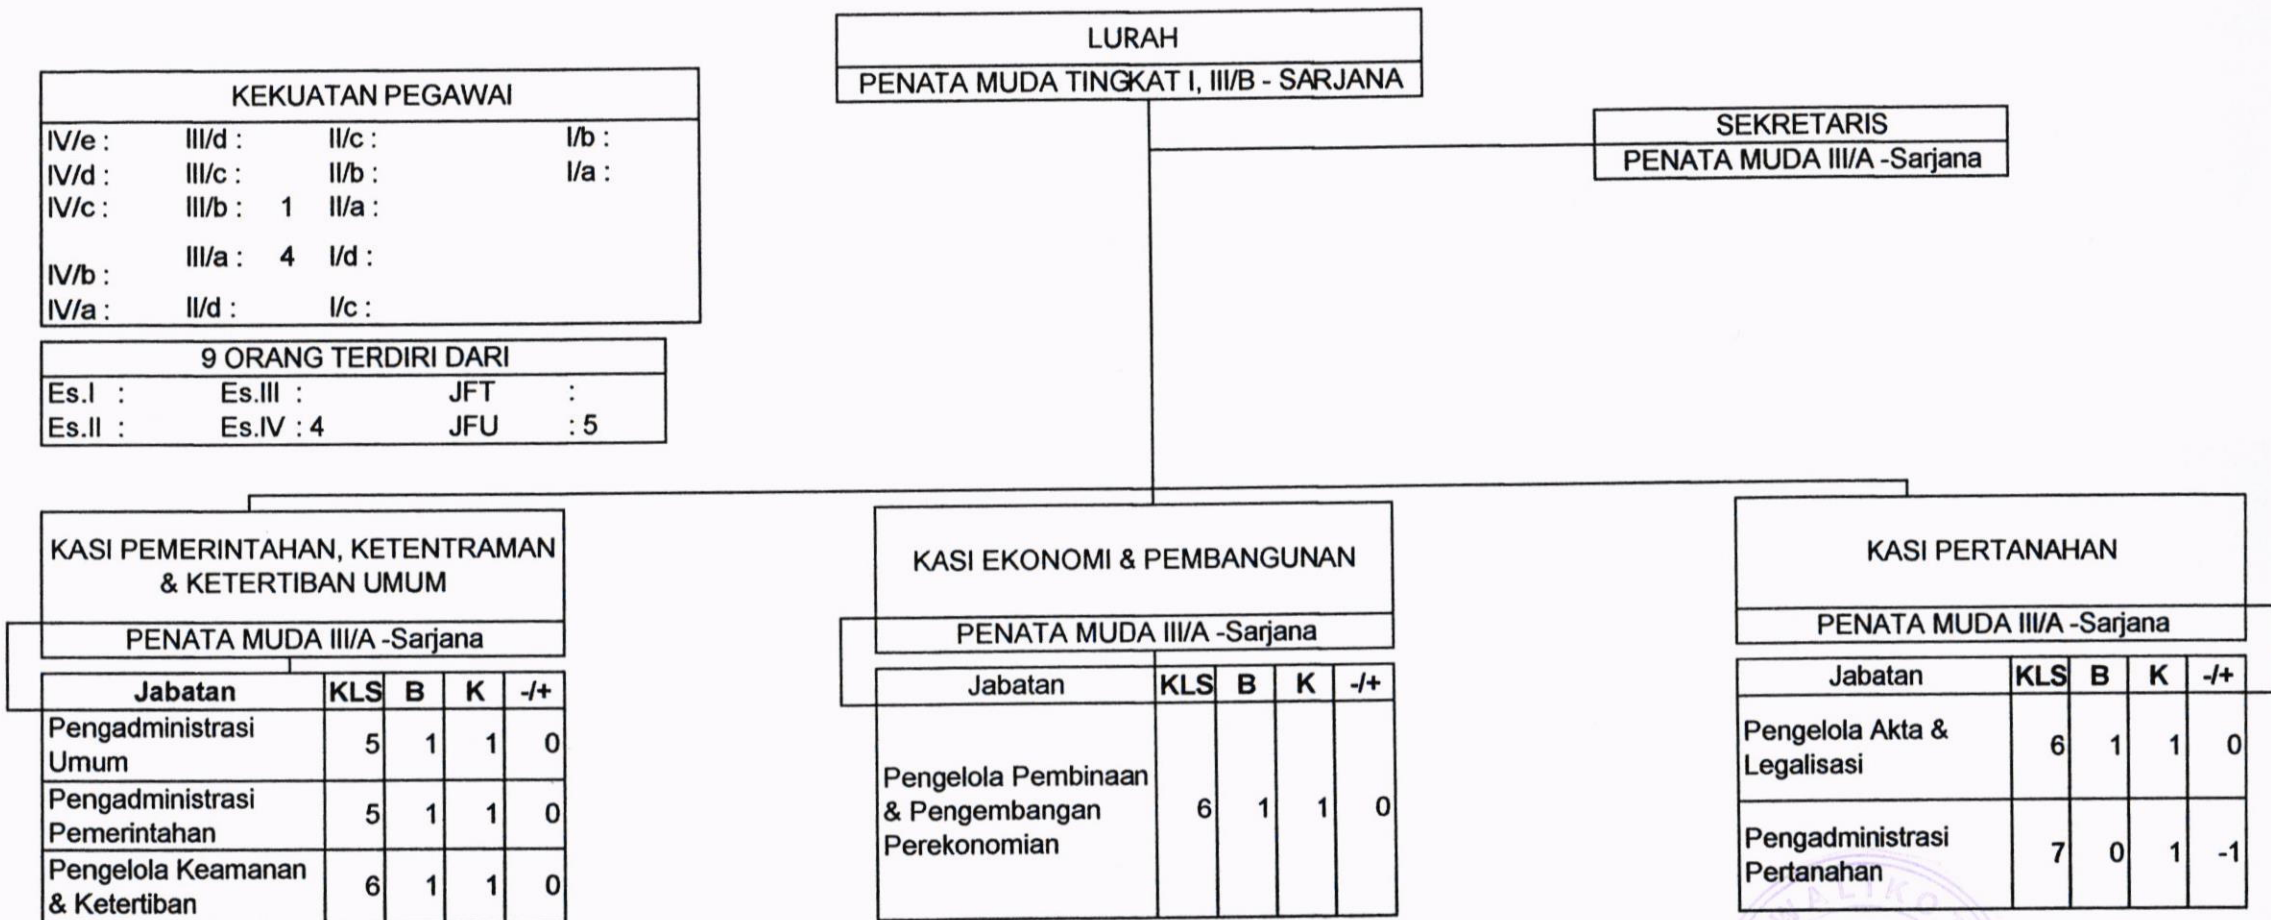 LURAH
PENATA MUDA TINGKAT I, III/B - SARJANA
KEKUATAN PEGAWAI
IV/e : III/d : II/c : I/b :
IV/d : III/c : II/b : I/a :
IV/c : III/b : 1 II/a :
III/a : 4 I/d :
IV/b :
IV/a : II/d : I/c :
SEKRETARIS
PENATA MUDA III/A -Sarjana
9 ORANG TERDIRI DARI
Es.I : Es.III : JFT :
Es.II : Es.IV : 4 JFU : 5
KASI PEMERINTAHAN, KETENTRAMAN
& KETERTIBAN UMUM
PENATA MUDA III/A -Sarjana
Jabatan KLS B K -/+
Pengadministrasi
Umum 5 1 1 0
Pengadministrasi
Pemerintahan 5 1 1 0
Pengelola Keamanan
& Ketertiban 6 1 1 0
KASI EKONOMI & PEMBANGUNAN
PENATA MUDA III/A -Sarjana
Jabatan KLS B K -/+
Pengelola Pembinaan
& Pengembangan 6 1 1 0
Perekonomian
KASI PERTANAHAN
PENATA MUDA III/A -Sarjana
Jabatan KLS B K -/+
Pengelola Akta &
Legalisasi 6 1 1 0
Pengadministrasi
Pertanahan 7 0 1 -1